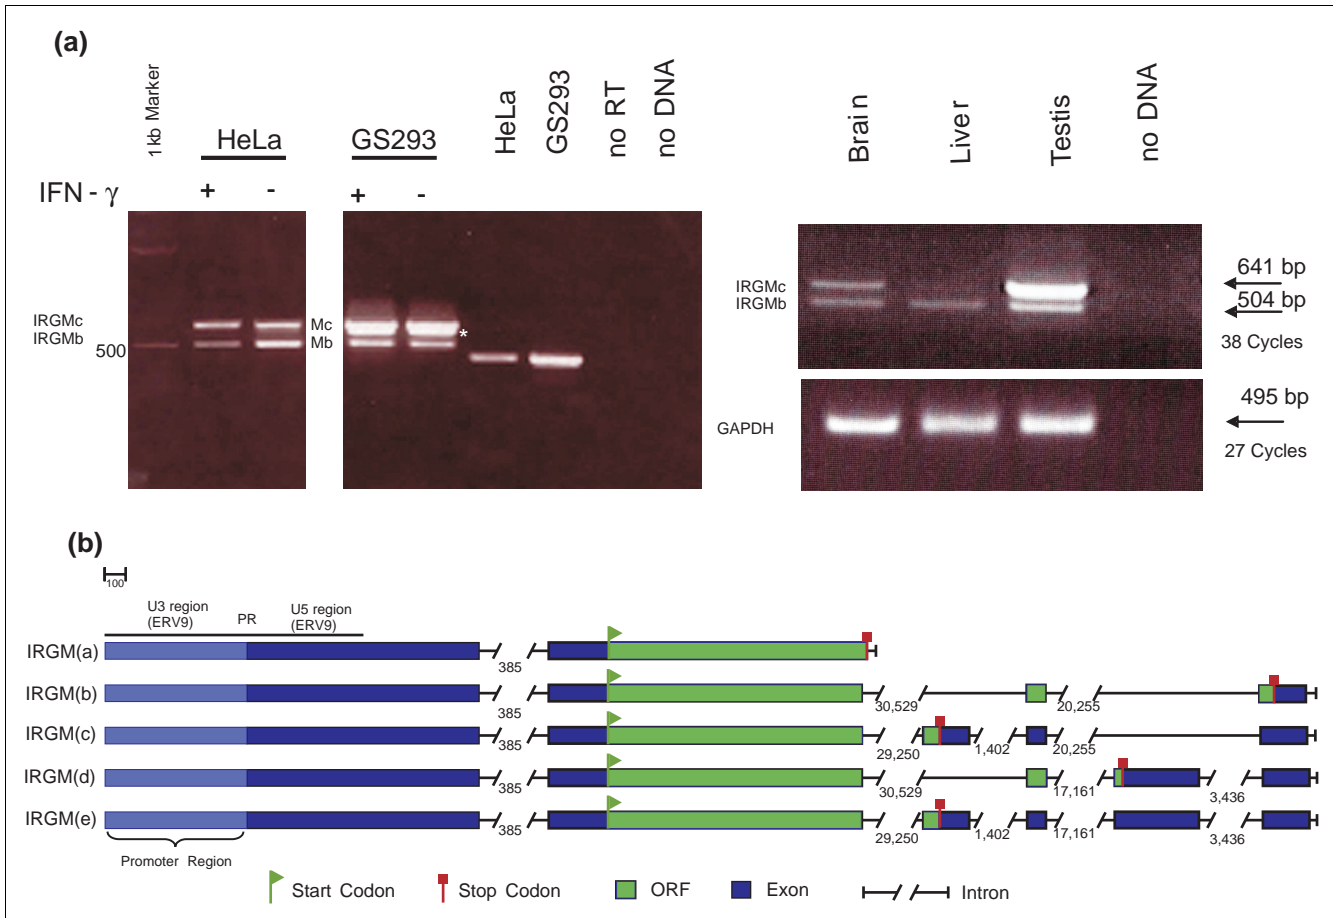 (a)
1kb Marker
HeLa
GS293
HeLa
GS293
no RT
no DNA
IFN - γ
+ -
+ -
IRGMc
IRGMb
500
Mc
Mb
*
Brain
Liver
Testis
no DNA
IRGMc
IRGMb
641 bp
504 bp
38 Cycles
GAPDH
495 bp
27 Cycles
(b)
100
U3 region
(ERV9)
PR
U5 region
(ERV9)
IRGM(a)
385
IRGM(b)
385
30,529
20,255
IRGM(c)
385
29,250
1,402
20,255
IRGM(d)
385
30,529
17,161
3,436
IRGM(e)
385
29,250
1,402
17,161
3,436
Promoter Region
Start Codon
Stop Codon
ORF
Exon
Intron